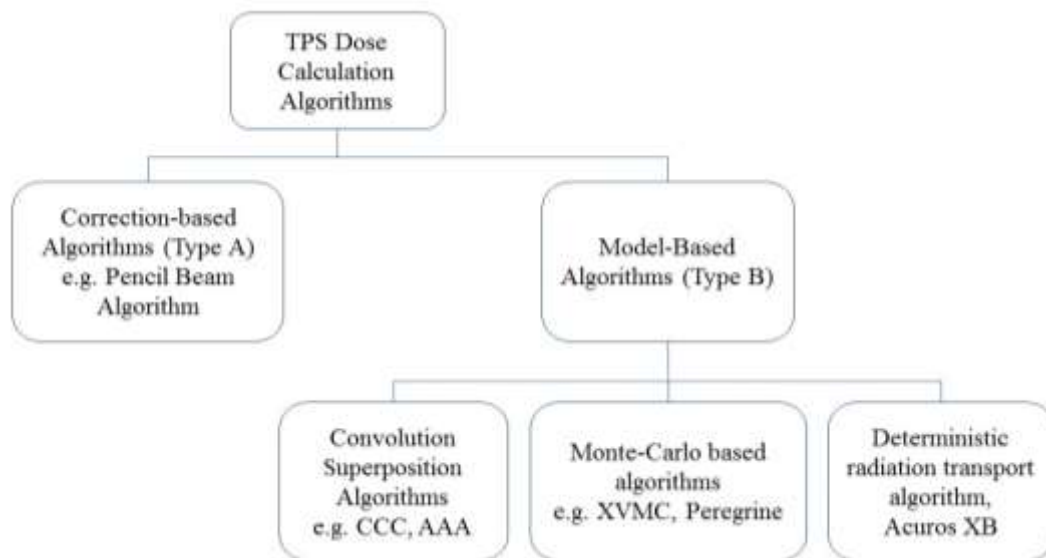 TPS Dose
Calculation
Algorithms
Correction-based
Algorithms (Type A)
e.g. Pencil Beam
Algorithm
Model-Based
Algorithms (Type B)
Convolution
Superposition
Algorithms
e.g. CCC, AAA
Monte-Carlo based
algorithms
e.g. XVMC, Peregrine
Deterministic
radiation transport
algorithm,
Acuros XB